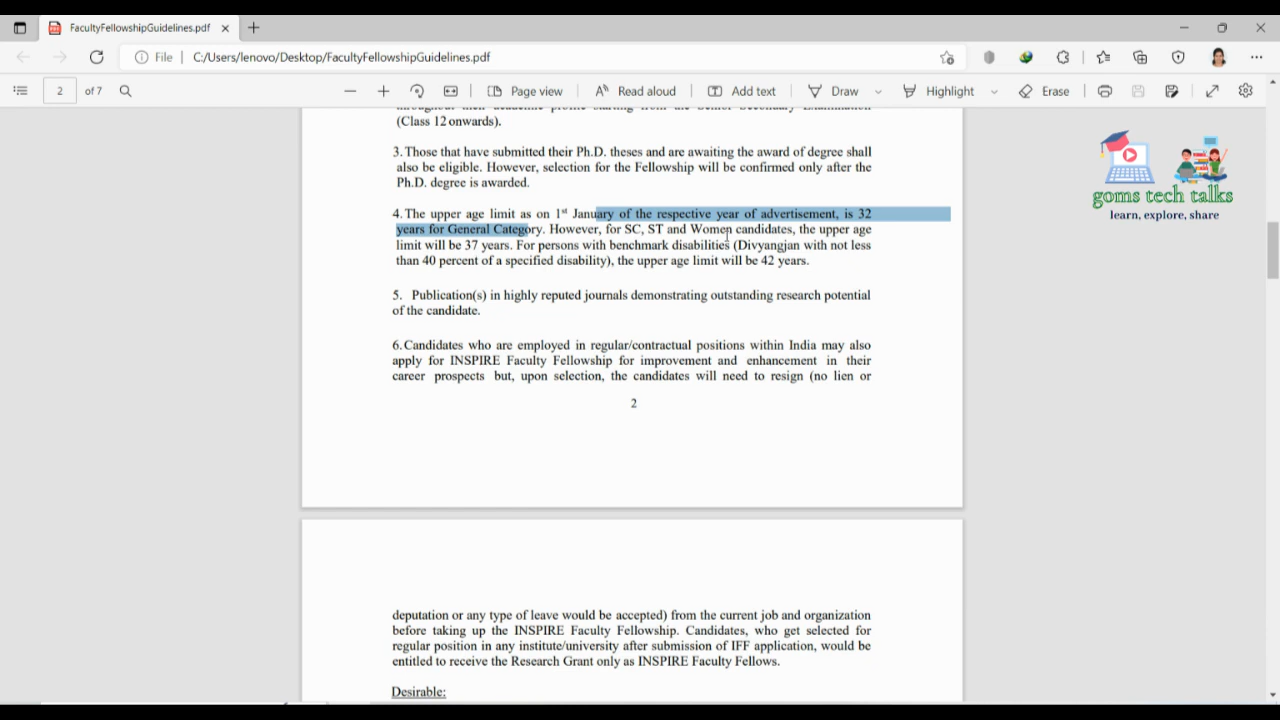 FacultyFellowshipGuidelines.pdf
File
C:/Users/lenovo/Desktop/FacultyFellowshipGuidelines.pdf
2 of 7
Page view
Read aloud
Add text
Draw
Highlight
Erase
throughout their academic profile starting from the Senior Secondary Examination
(Class 12 onwards).
3. Those that have submitted their Ph.D. theses and are awaiting the award of degree shall
also be eligible. However, selection for the Fellowship will be confirmed only after the
Ph.D. degree is awarded.
4. The upper age limit as on 1st January of the respective year of advertisement, is 32
years for General Category. However, for SC, ST and Women candidates, the upper age
limit will be 37 years. For persons with benchmark disabilities (Divyangjan with not less
than 40 percent of a specified disability), the upper age limit will be 42 years.
5. Publication(s) in highly reputed journals demonstrating outstanding research potential
of the candidate.
6. Candidates who are employed in regular/contractual positions within India may also
apply for INSPIRE Faculty Fellowship for improvement and enhancement in their
career prospects but, upon selection, the candidates will need to resign (no lien or
2
deputation or any type of leave would be accepted) from the current job and organization
before taking up the INSPIRE Faculty Fellowship. Candidates, who get selected for
regular position in any institute/university after submission of IFF application, would be
entitled to receive the Research Grant only as INSPIRE Faculty Fellows.
Desirable:
goms tech talks
learn, explore, share